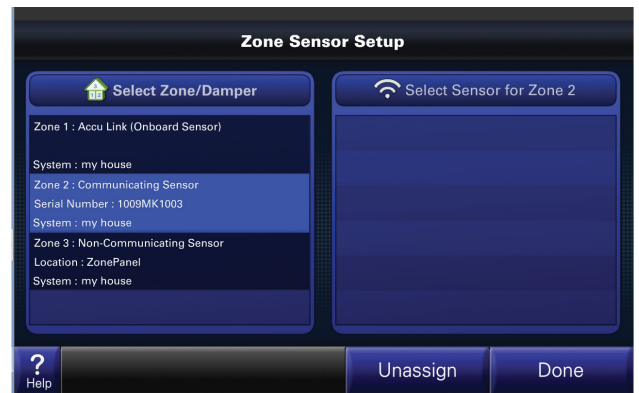 Zone Sensor Setup
Select Zone/Damper
Select Sensor for Zone 2
Zone 1 : Accu Link (Onboard Sensor)
System : my house
Zone 2 : Communicating Sensor
Serial Number : 1009MK1003
System : my house
Zone 3 : Non-Communicating Sensor
Location : ZonePanel
System : my house
?
Help
Unassign
Done